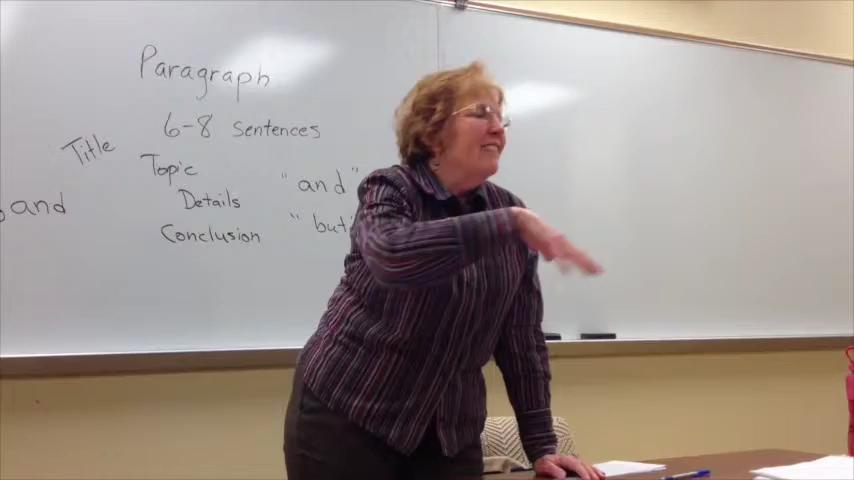 Paragraph
6-8 sentences
Title
Topic
Details
Conclusion
"and"
"but
and